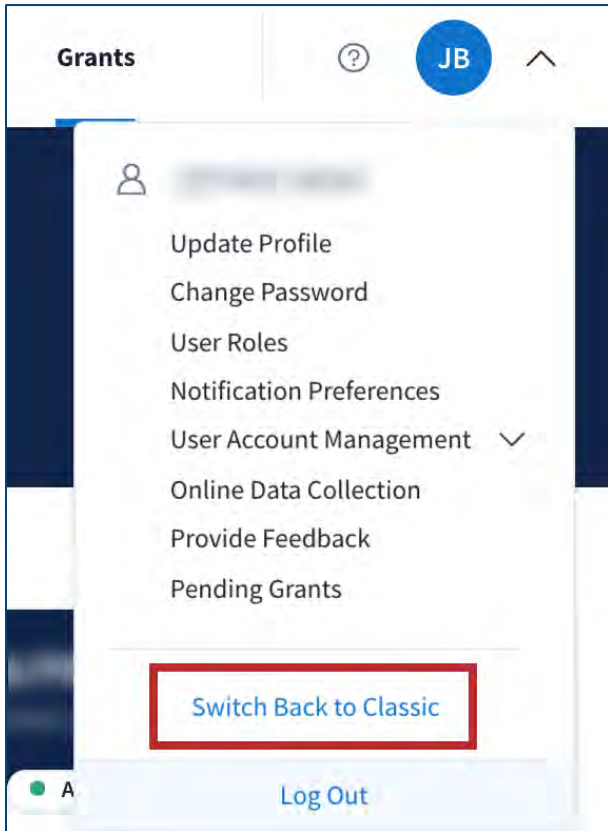 Grants
JB
Update Profile
Change Password
User Roles
Notification Preferences
User Account Management
Online Data Collection
Provide Feedback
Pending Grants
Switch Back to Classic
A
Log Out